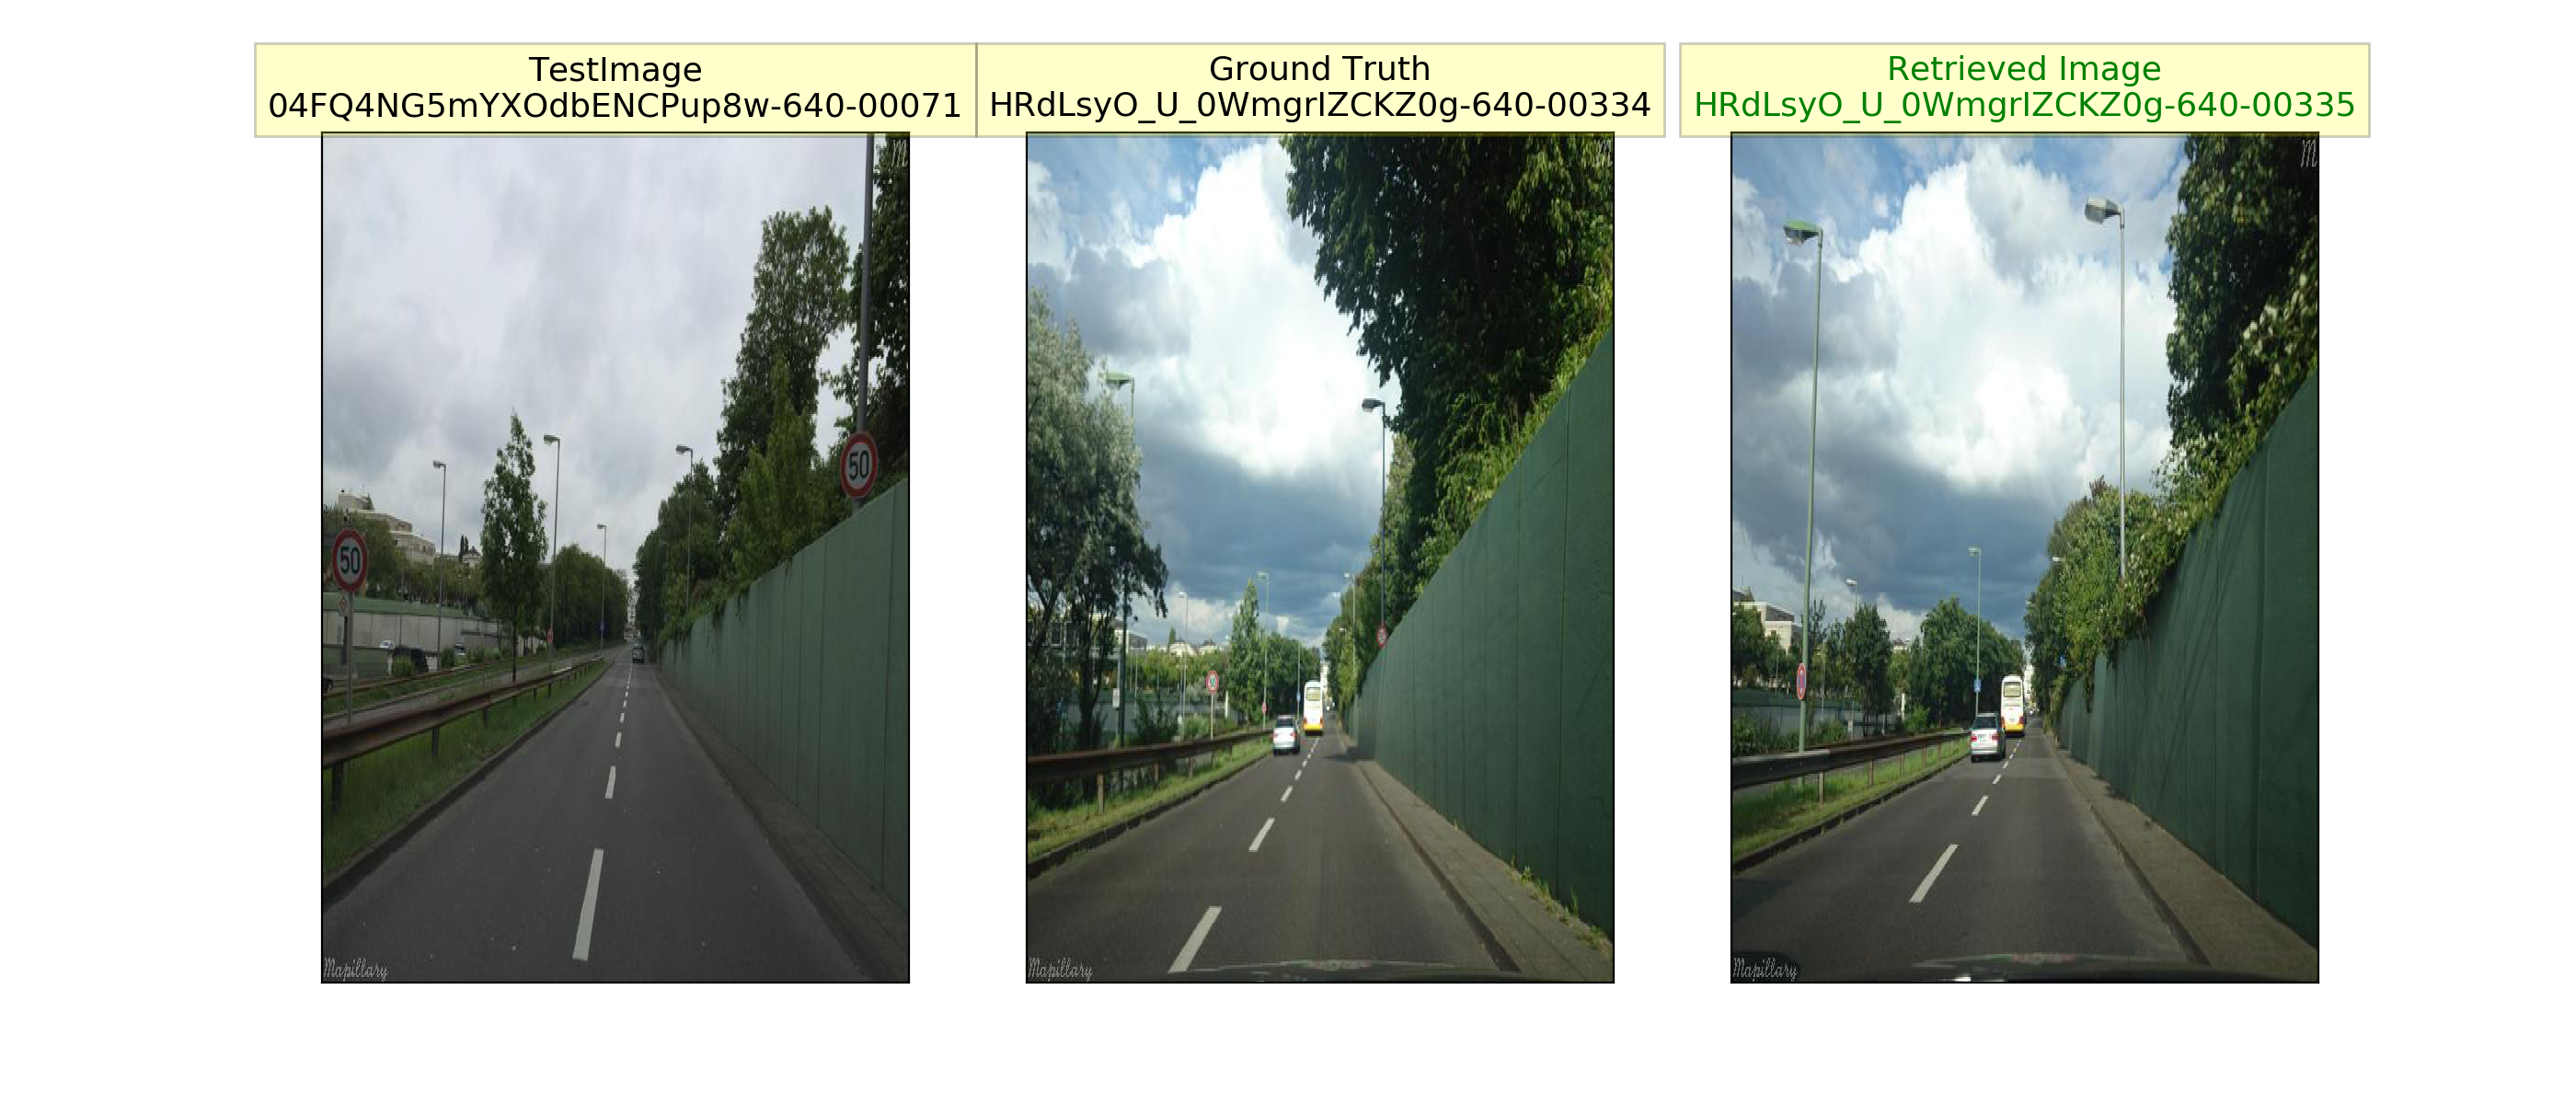 TestImage
04FQ4NG5mYXOdbENCPup8w-640-00071
Ground Truth
HRdLsyO_U_0WmgrIZCKZ0g-640-00334
Retrieved Image
HRdLsyO_U_0WmgrIZCKZ0g-640-00335
M
M
M
50
50
Mapillary
Mapillary
Mapillary